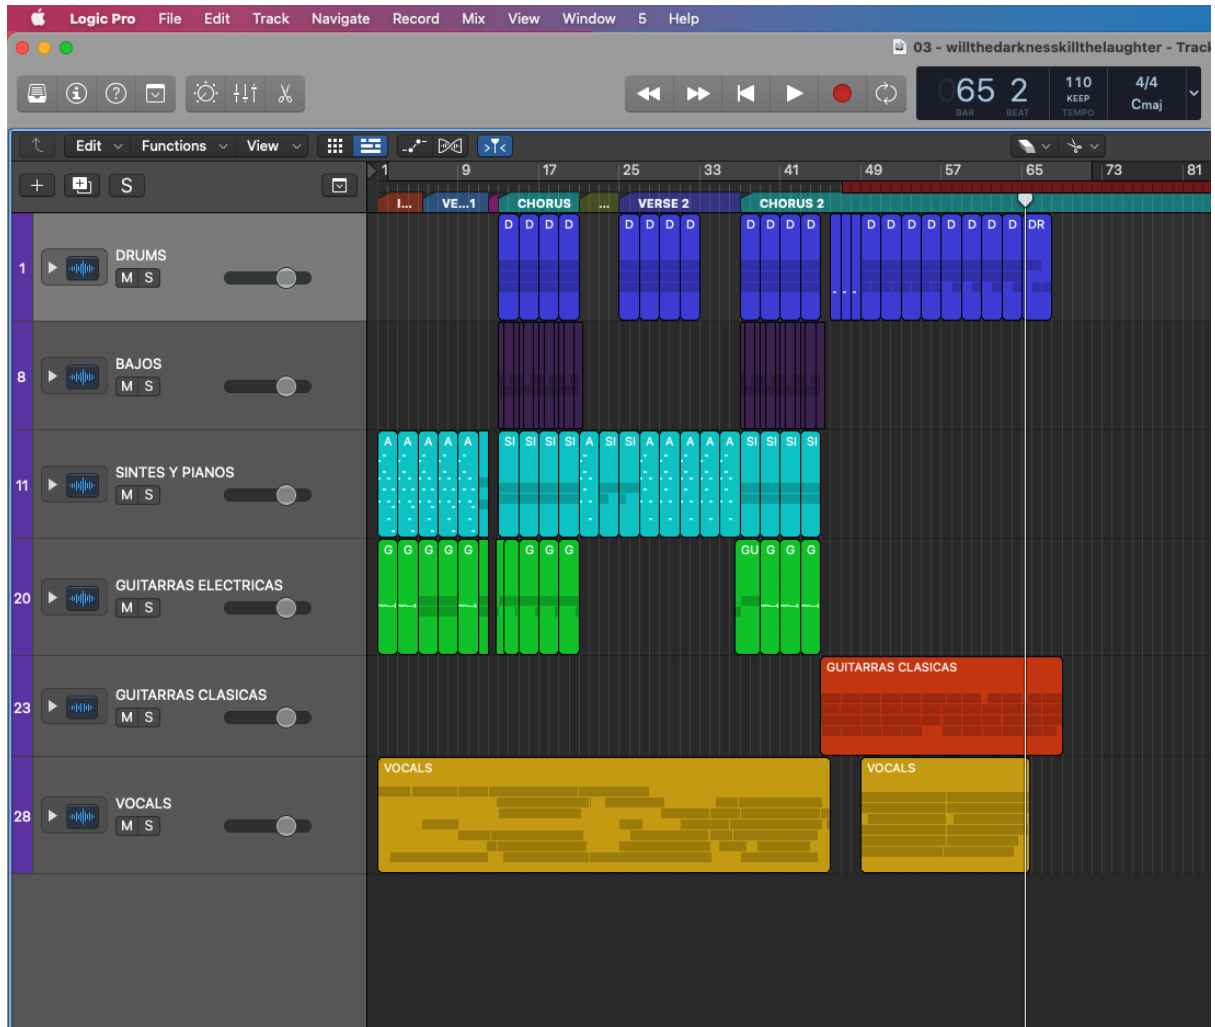 Logic Pro File Edit Track Navigate Record Mix View Window 5 Help
03 - willthedarknesskillthelaughter - Track
65 2 110 4/4
KEEP Cmaj
BAR BEAT TEMPO
Edit Functions View
1 9 17 25 33 41 49 57 65 73 81
S
I... VE...1 CHORUS ... VERSE 2 CHORUS 2
D D D D D D D D D D D D D D D D D D D D DR
1 DRUMS
M S
8 BAJOS
M S
A A A A A SI SI SI SI A SI SI A A A A A SI SI SI SI
11 SINTES Y PIANOS
M S
G G G G G G G G GU G G G
20 GUITARRAS ELECTRICAS
M S
GUITARRAS CLASICAS
23 GUITARRAS CLASICAS
M S
VOCALS VOCALS
28 VOCALS
M S